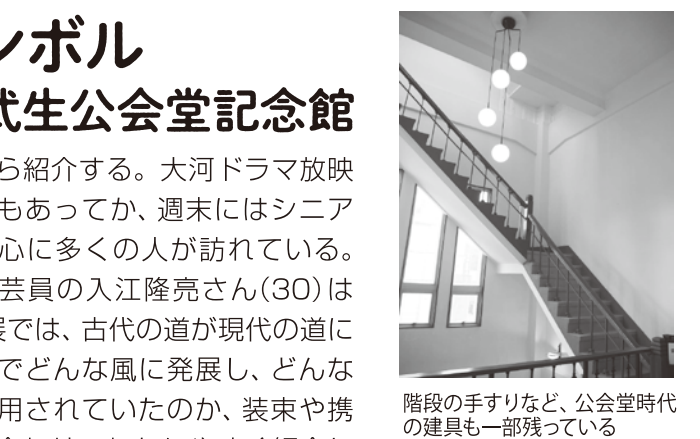 ンボル
武生公会堂記念館
ら紹介する。大河ドラマ放映
もあってか、週末にはシニア
心に多くの人が訪れている。
芸員の入江隆亮さん(30)は
展では、古代の道が現代の道に
でどんな風に発展し、どんな
用されていたのか、装束や携
階段の手すりなど、公会堂時代
の建具も一部残っている